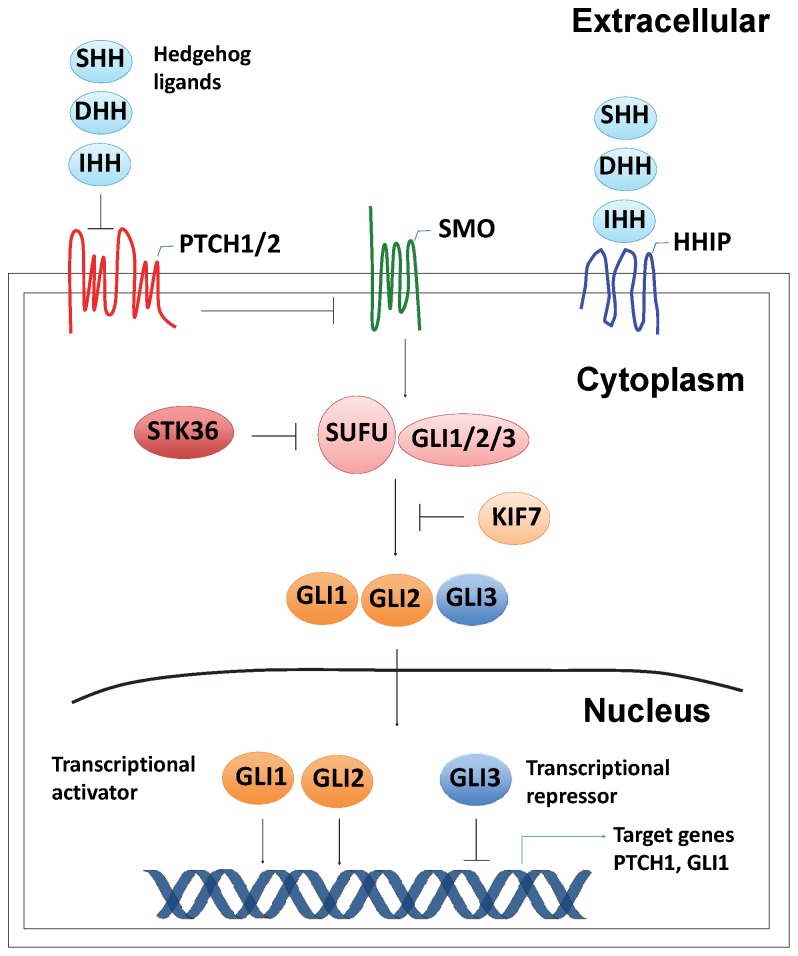 Extracellular
SHH
Hedgehog
ligands
DHH
IHH
SHH
DHH
IHH
PTCH1/2
SMO
HHIP
Cytoplasm
STK36
SUFU
GLI1/2/3
KIF7
GLI1
GLI2
GLI3
Nucleus
Transcriptional
activator
GLI1
GLI2
GLI3
Transcriptional
repressor
Target genes
PTCH1, GLI1